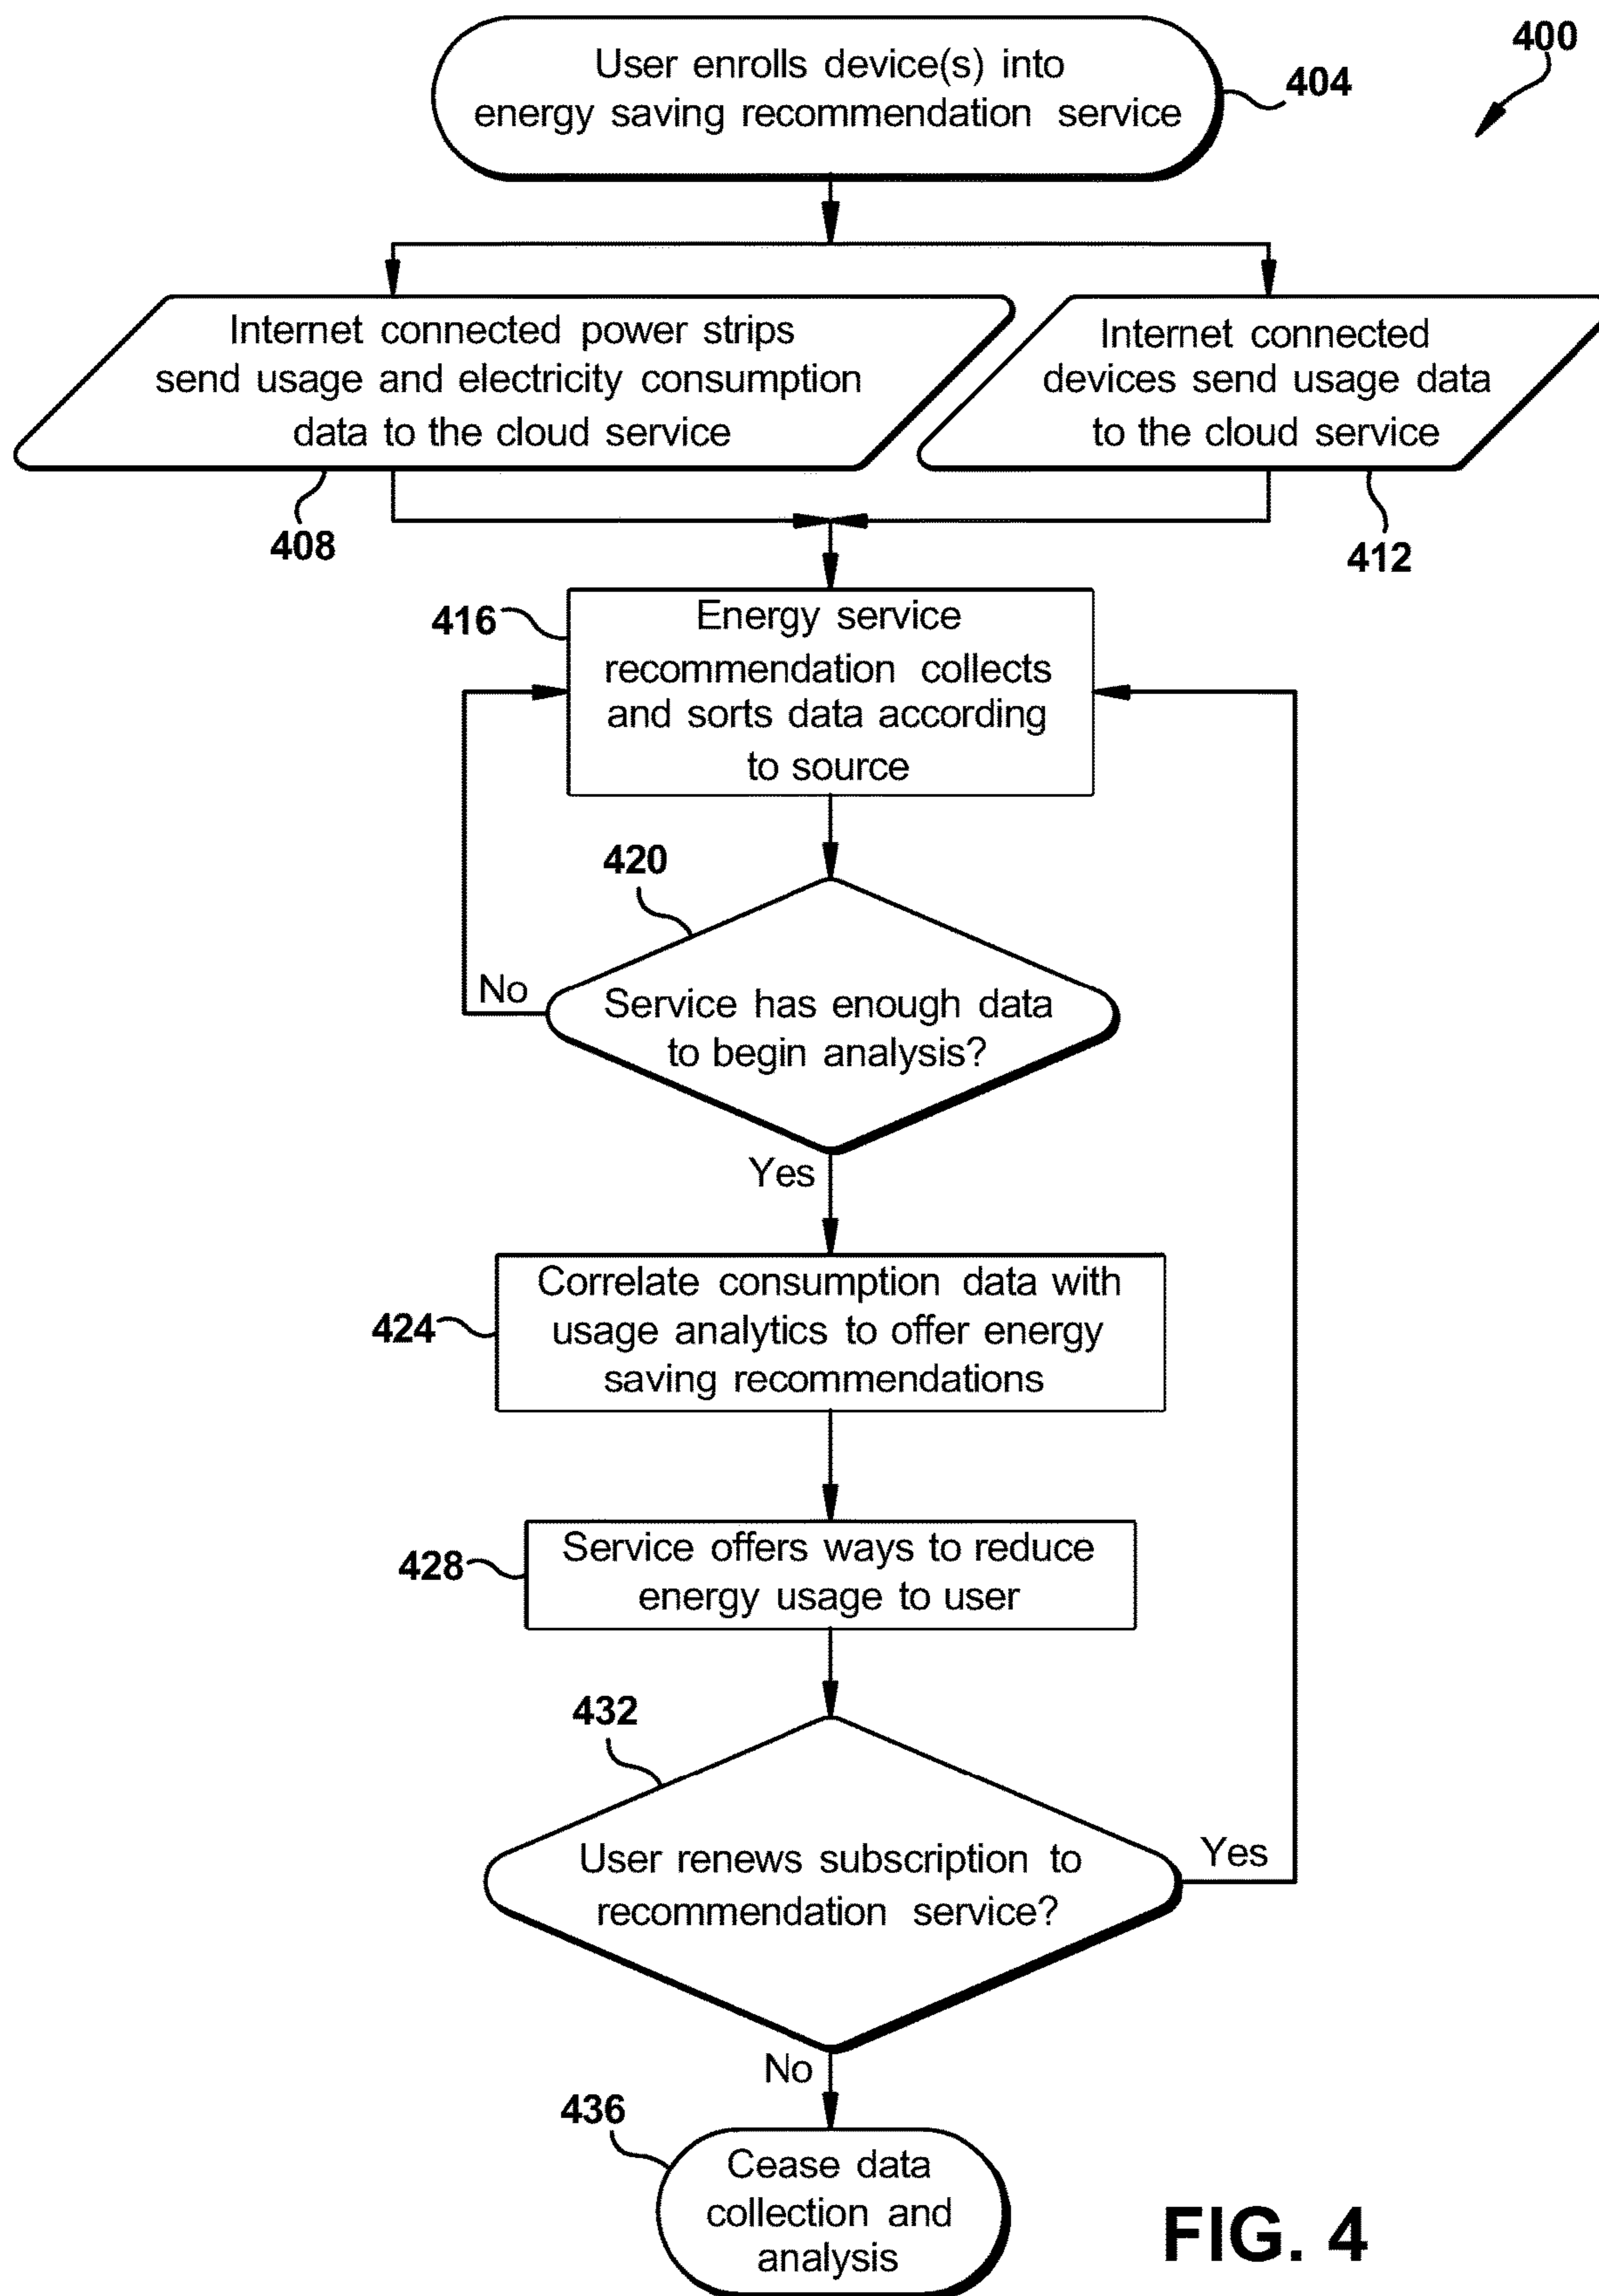 400
User enrolls device(s) into
energy saving recommendation service
404
Internet connected power strips
send usage and electricity consumption
data to the cloud service
408
Internet connected
devices send usage data
to the cloud service
412
416
Energy service
recommendation collects
and sorts data according
to source
420
Service has enough data
to begin analysis?
No
Yes
424
Correlate consumption data with
usage analytics to offer energy
saving recommendations
428
Service offers ways to reduce
energy usage to user
432
User renews subscription to
recommendation service?
Yes
No
436
Cease data
collection and
analysis
FIG. 4